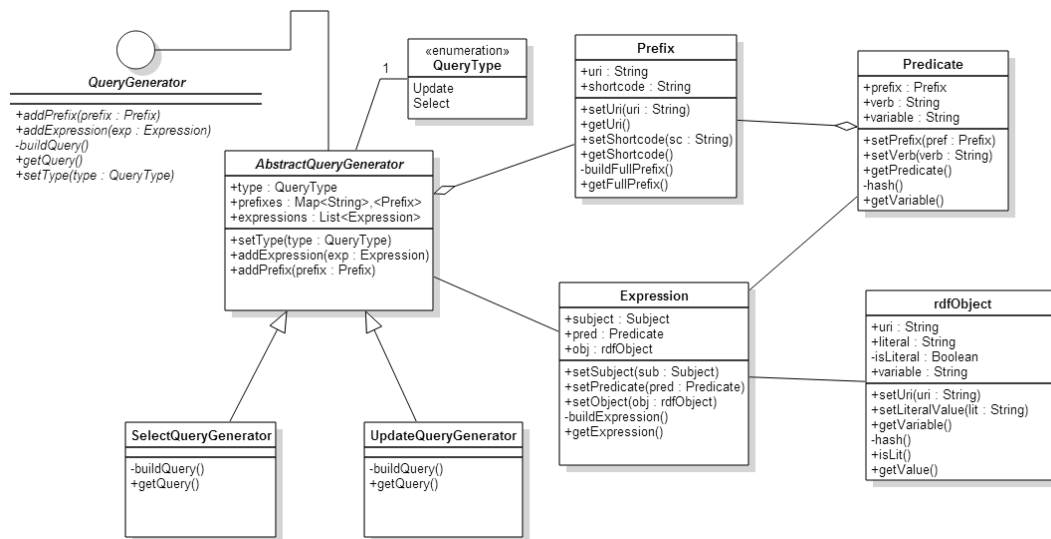 QueryGenerator
+addPrefix(prefix : Prefix)
+addExpression(exp : Expression)
-buildQuery()
+getQuery()
+setType(type : QueryType)
1
«enumeration»
QueryType
Update
Select
Prefix
+uri : String
+shortcode : String
+setUri(uri : String)
+getUri()
+setShortcode(sc : String)
+getShortcode()
-buildFullPrefix()
+getFullPrefix()
Predicate
+prefix : Prefix
+verb : String
+variable : String
+setPrefix(pref : Prefix)
+setVerb(verb : String)
+getPredicate()
-hash()
+getVariable()
AbstractQueryGenerator
+type : QueryType
+prefixes : Map<String>,<Prefix>
+expressions : List<Expression>
+setType(type : QueryType)
+addExpression(exp : Expression)
+addPrefix(prefix : Prefix)
Expression
+subject : Subject
+pred : Predicate
+obj : rdfObject
+setSubject(sub : Subject)
+setPredicate(pred : Predicate)
+setObject(obj : rdfObject)
-buildExpression()
+getExpression()
rdfObject
+uri : String
+literal : String
-isLiteral : Boolean
+variable : String
+setUri(uri : String)
+setLiteralValue(lit : String)
+getVariable()
-hash()
+isLit()
+getValue()
SelectQueryGenerator
-buildQuery()
+getQuery()
UpdateQueryGenerator
-buildQuery()
+getQuery()